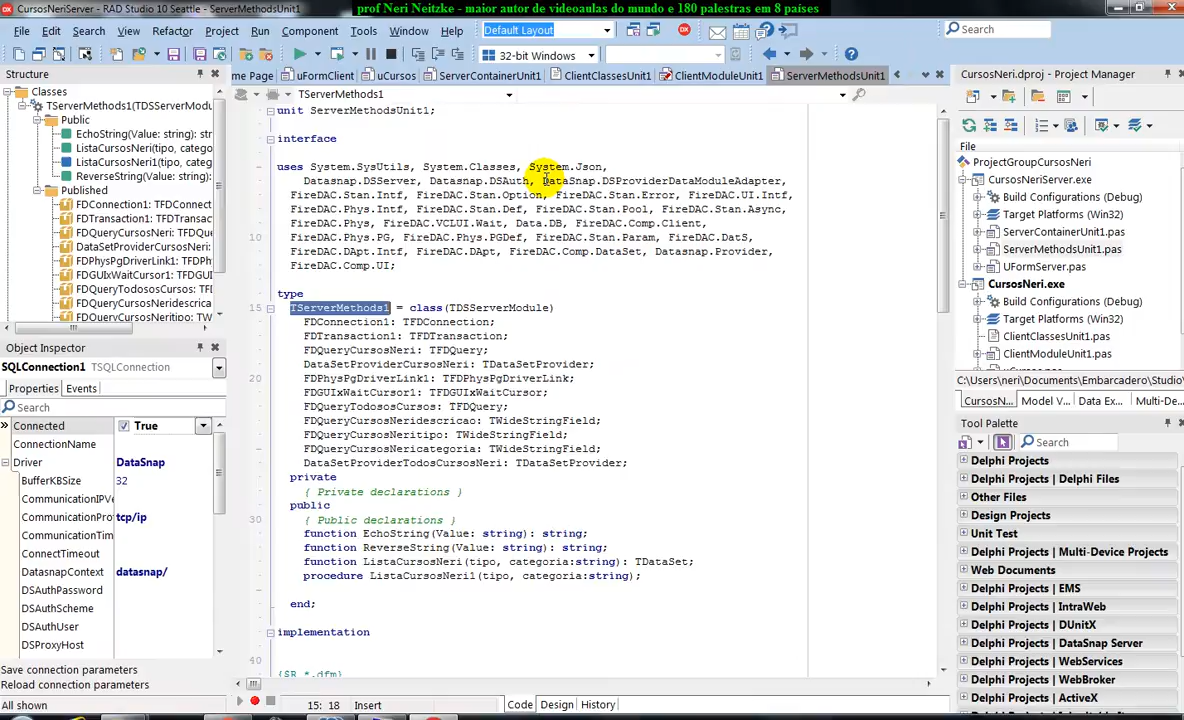 CursosNeriServer - RAD Studio 10 Seattle - ServerMethodsUnit1
prof Neri Neitzke - maior autor de videoaulas do mundo e 180 palestras em 8 países
File Edit Search View Refactor Project Run Component Tools Window Help
Default Layout
Search
32-bit Windows
Structure
me Page uFormClient uCursos ServerContainerUnit1 ClientClassesUnit1 ClientModuleUnit1 ServerMethodsUnit1
CursosNeri.dproj - Project Manager
TServerMethods1
Classes
TServerMethods1(TDSServerModu
Public
EchoString(Value: string): str
ListaCursosNeri(tipo, categor
ListaCursosNeri1(tipo, catego
ReverseString(Value: string):
Published
FDConnection1: TFDConnect
FDTransaction1: TFDTransac
FDQueryCursosNeri: TFDQu
DataSetProviderCursosNeri:
FDPhysPgDriverLink1: TFDPh
FDGUIxWaitCursor1: TFDGU
FDQueryTodososCursos: TF
FDQueryCursosNeridescrica
FDQueryCursosNeritipo: TW
Object Inspector
SQLConnection1 TSQLConnection
Properties Events
Search
Connected True
ConnectionName
Driver DataSnap
BufferKBSize 32
CommunicationIPVe
CommunicationPro tcp/ip
CommunicationTim
ConnectTimeout
DatasnapContext datasnap/
DSAuthPassword
DSAuthScheme
DSAuthUser
DSProxyHost
Save connection parameters
Reload connection parameters
All shown
unit ServerMethodsUnit1;
interface
uses System.SysUtils, System.Classes, System.Json,
Datasnap.DSServer, Datasnap.DSAuth, DataSnap.DSProviderDataModuleAdapter,
FireDAC.Stan.Intf, FireDAC.Stan.Option, FireDAC.Stan.Error, FireDAC.UI.Intf,
FireDAC.Phys.Intf, FireDAC.Stan.Def, FireDAC.Stan.Pool, FireDAC.Stan.Async,
FireDAC.Phys, FireDAC.VCLUI.Wait, Data.DB, FireDAC.Comp.Client,
10 FireDAC.Phys.PG, FireDAC.Phys.PGDef, FireDAC.Stan.Param, FireDAC.DatS,
FireDAC.DApt.Intf, FireDAC.DApt, FireDAC.Comp.DataSet, Datasnap.Provider,
FireDAC.Comp.UI;
type
15 TServerMethods1 = class(TDSServerModule)
FDConnection1: TFDConnection;
FDTransaction1: TFDTransaction;
FDQueryCursosNeri: TFDQuery;
DataSetProviderCursosNeri: TDataSetProvider;
20 FDPhysPgDriverLink1: TFDPhysPgDriverLink;
FDGUIxWaitCursor1: TFDGUIxWaitCursor;
FDQueryTodososCursos: TFDQuery;
FDQueryCursosNeridescricao: TWideStringField;
FDQueryCursosNeritipo: TWideStringField;
FDQueryCursosNericategoria: TWideStringField;
DataSetProviderTodosCursosNeri: TDataSetProvider;
private
{ Private declarations }
public
30 { Public declarations }
function EchoString(Value: string): string;
function ReverseString(Value: string): string;
function ListaCursosNeri(tipo, categoria:string): TDataSet;
procedure ListaCursosNeri1(tipo, categoria:string);
end;
implementation
40
{$R *.dfm}
15: 18 Insert Code Design History
File
ProjectGroupCursosNeri
CursosNeriServer.exe
Build Configurations (Debug)
Target Platforms (Win32)
ServerContainerUnit1.pas
ServerMethodsUnit1.pas
UFormServer.pas
CursosNeri.exe
Build Configurations (Debug)
Target Platforms (Win32)
ClientClassesUnit1.pas
ClientModuleUnit1.pas
C:\Users\neri\Documents\Embarcadero\Studio\
CursosN... Model V... Data Ex... Multi-De...
Tool Palette
Search
Delphi Projects
Delphi Projects | Delphi Files
Other Files
Design Projects
Unit Test
Delphi Projects | Multi-Device Projects
Web Documents
Delphi Projects | EMS
Delphi Projects | IntraWeb
Delphi Projects | DUnitX
Delphi Projects | DataSnap Server
Delphi Projects | WebServices
Delphi Projects | WebBroker
Delphi Projects | ActiveX